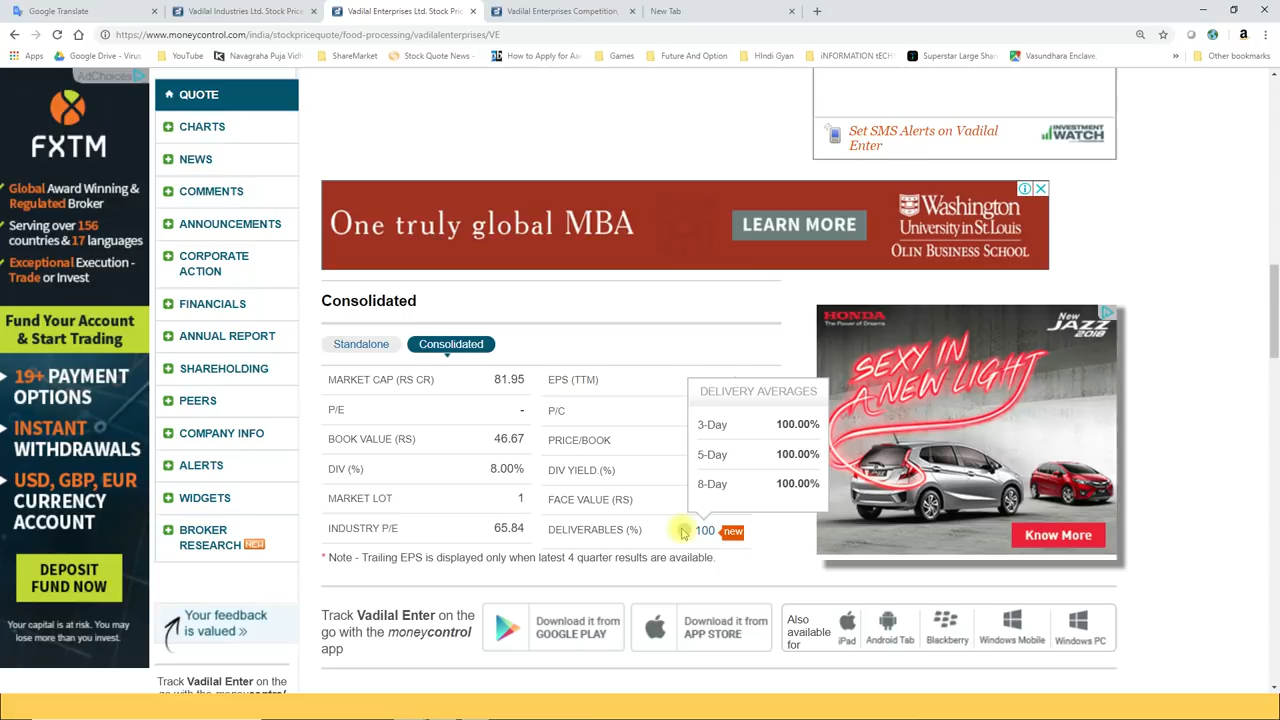 Google Translate
Vadilal Industries Ltd. Stock Price
Vadilal Enterprises Ltd. Stock Pric
Vadilal Enterprises Competition,
New Tab
https://www.moneycontrol.com/india/stockpricequote/food-processing/vadilalenterprises/VE
Apps
Google Drive - Virus
YouTube
Navagraha Puja Vidh
ShareMarket
Stock Quote News -
How to Apply for Aad
Games
Future And Option
HIndi Gyan
iNFORMATION tECH
Superstar Large Shar
Vasundhara Enclave,
Other bookmarks
AdChoices
FXTM
Global Award Winning &
Regulated Broker
Serving over 156
countries & 17 languages
Exceptional Execution -
Trade or Invest
Fund Your Account
& Start Trading
19+ PAYMENT
OPTIONS
INSTANT
WITHDRAWALS
USD, GBP, EUR
CURRENCY
ACCOUNT
DEPOSIT
FUND NOW
Your capital is at risk. You may
lose more than you invest.
QUOTE
CHARTS
NEWS
COMMENTS
ANNOUNCEMENTS
CORPORATE
ACTION
FINANCIALS
ANNUAL REPORT
SHAREHOLDING
PEERS
COMPANY INFO
ALERTS
WIDGETS
BROKER
RESEARCH NEW
Your feedback
is valued »
Track Vadilal Enter on the
go with the moneycontrol
Set SMS Alerts on Vadilal
Enter
INVESTMENT
WATCH
One truly global MBA
LEARN MORE
Washington
University in St.Louis
OLIN BUSINESS SCHOOL
Consolidated
Standalone
Consolidated
MARKET CAP (RS CR) 81.95
P/E -
BOOK VALUE (RS) 46.67
DIV (%) 8.00%
MARKET LOT 1
INDUSTRY P/E 65.84
EPS (TTM)
P/C
PRICE/BOOK
DIV YIELD.(%)
FACE VALUE (RS)
DELIVERABLES (%) 100 new
DELIVERY AVERAGES
3-Day 100.00%
5-Day 100.00%
8-Day 100.00%
* Note - Trailing EPS is displayed only when latest 4 quarter results are available.
HONDA
The Power of Dreams
New
JAZZ
2018
SEXY IN
A NEW LIGHT
Know More
Track Vadilal Enter on the
go with the moneycontrol
app
Download it from
GOOGLE PLAY
Download it from
APP STORE
Also
available
for
iPad
Android Tab
Blackberry
Windows Mobile
Windows PC